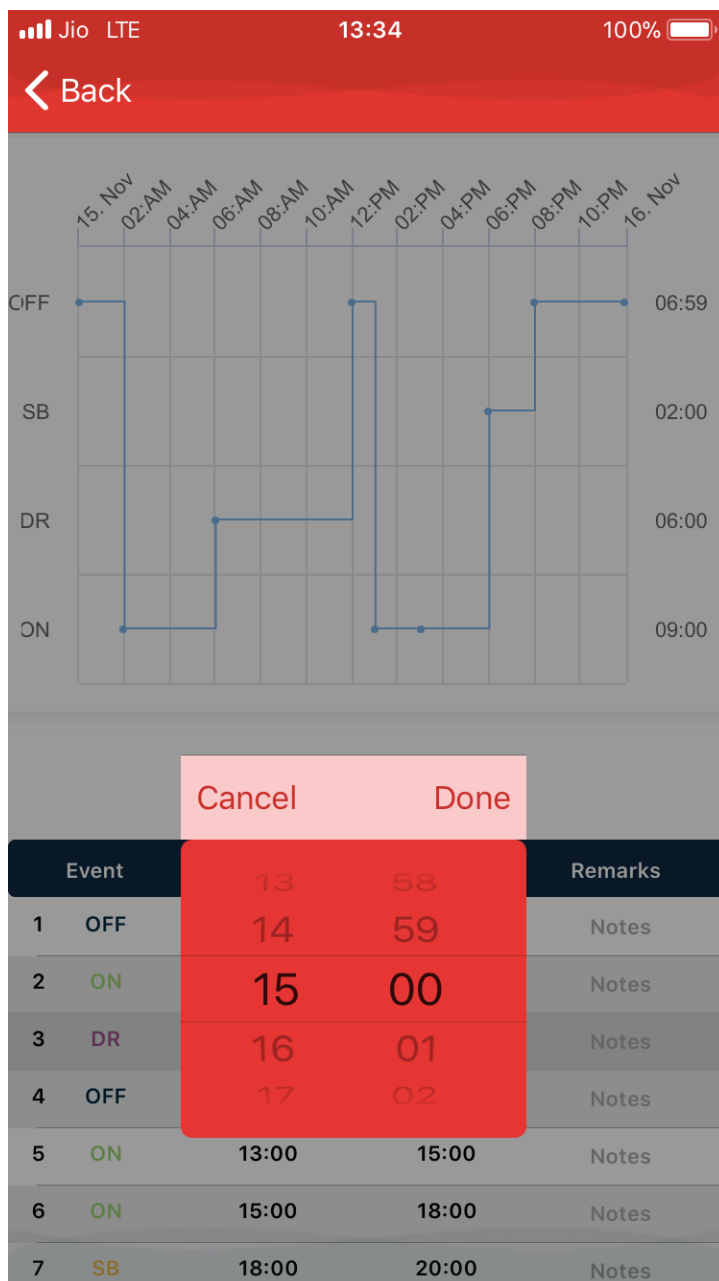 Jio LTE 13:34 100%
Back
15. Nov 02:AM 04:AM 06:AM 08:AM 10:AM 12:PM 02:PM 04:PM 06:PM 08:PM 10:PM 16. Nov
OFF 06:59
SB 02:00
DR 06:00
ON 09:00
Cancel Done
Event Remarks
13 58
14 59
15 00
16 01
17 02
1 OFF Notes
2 ON Notes
3 DR Notes
4 OFF Notes
5 ON 13:00 15:00 Notes
6 ON 15:00 18:00 Notes
7 SB 18:00 20:00 Notes